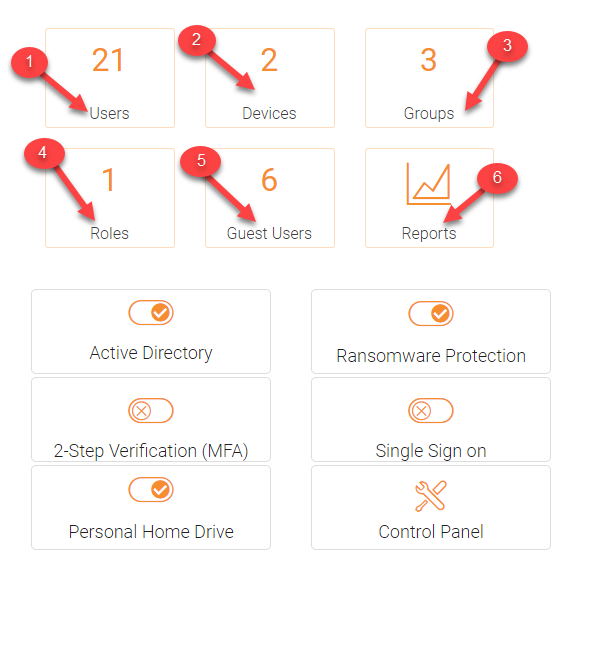 1
21
Users
2
2
Devices
3
3
Groups
4
1
Roles
5
6
Guest Users
6
Reports
Active Directory
Ransomware Protection
2-Step Verification (MFA)
Single Sign on
Personal Home Drive
Control Panel